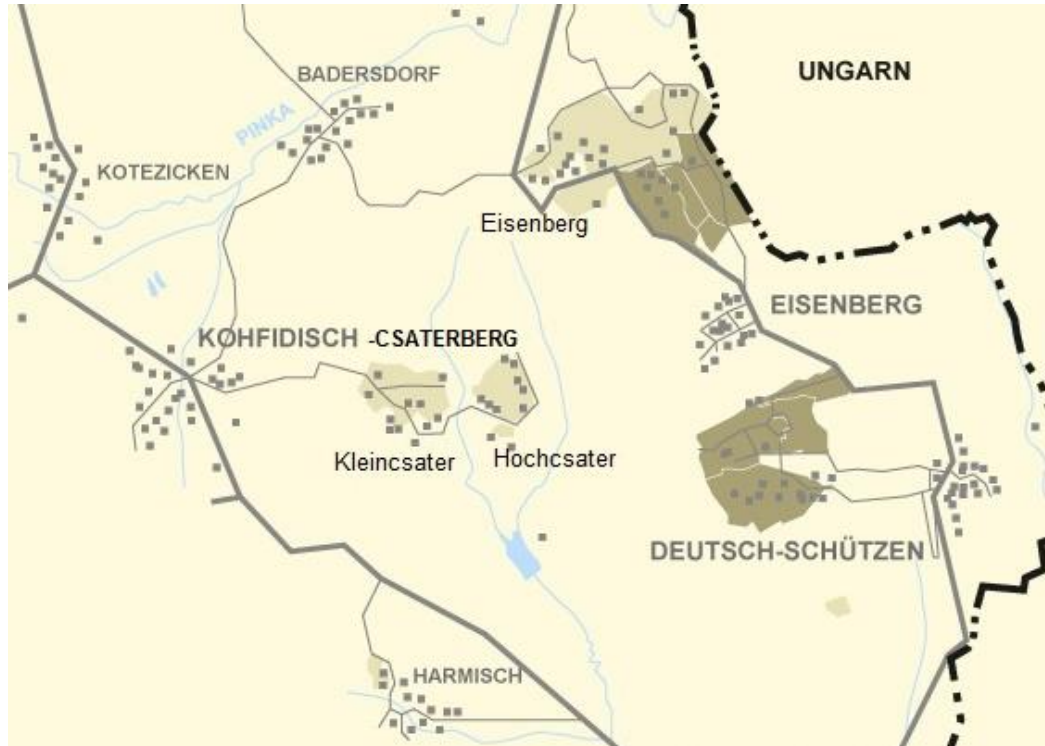 UNGARN
BADERSDORF
PINKA
KOTEZICKEN
Eisenberg
EISENBERG
KOHFIDISCH -CSATERBERG
Kleincsater
Hochcsater
DEUTSCH-SCHÜTZEN
HARMISCH